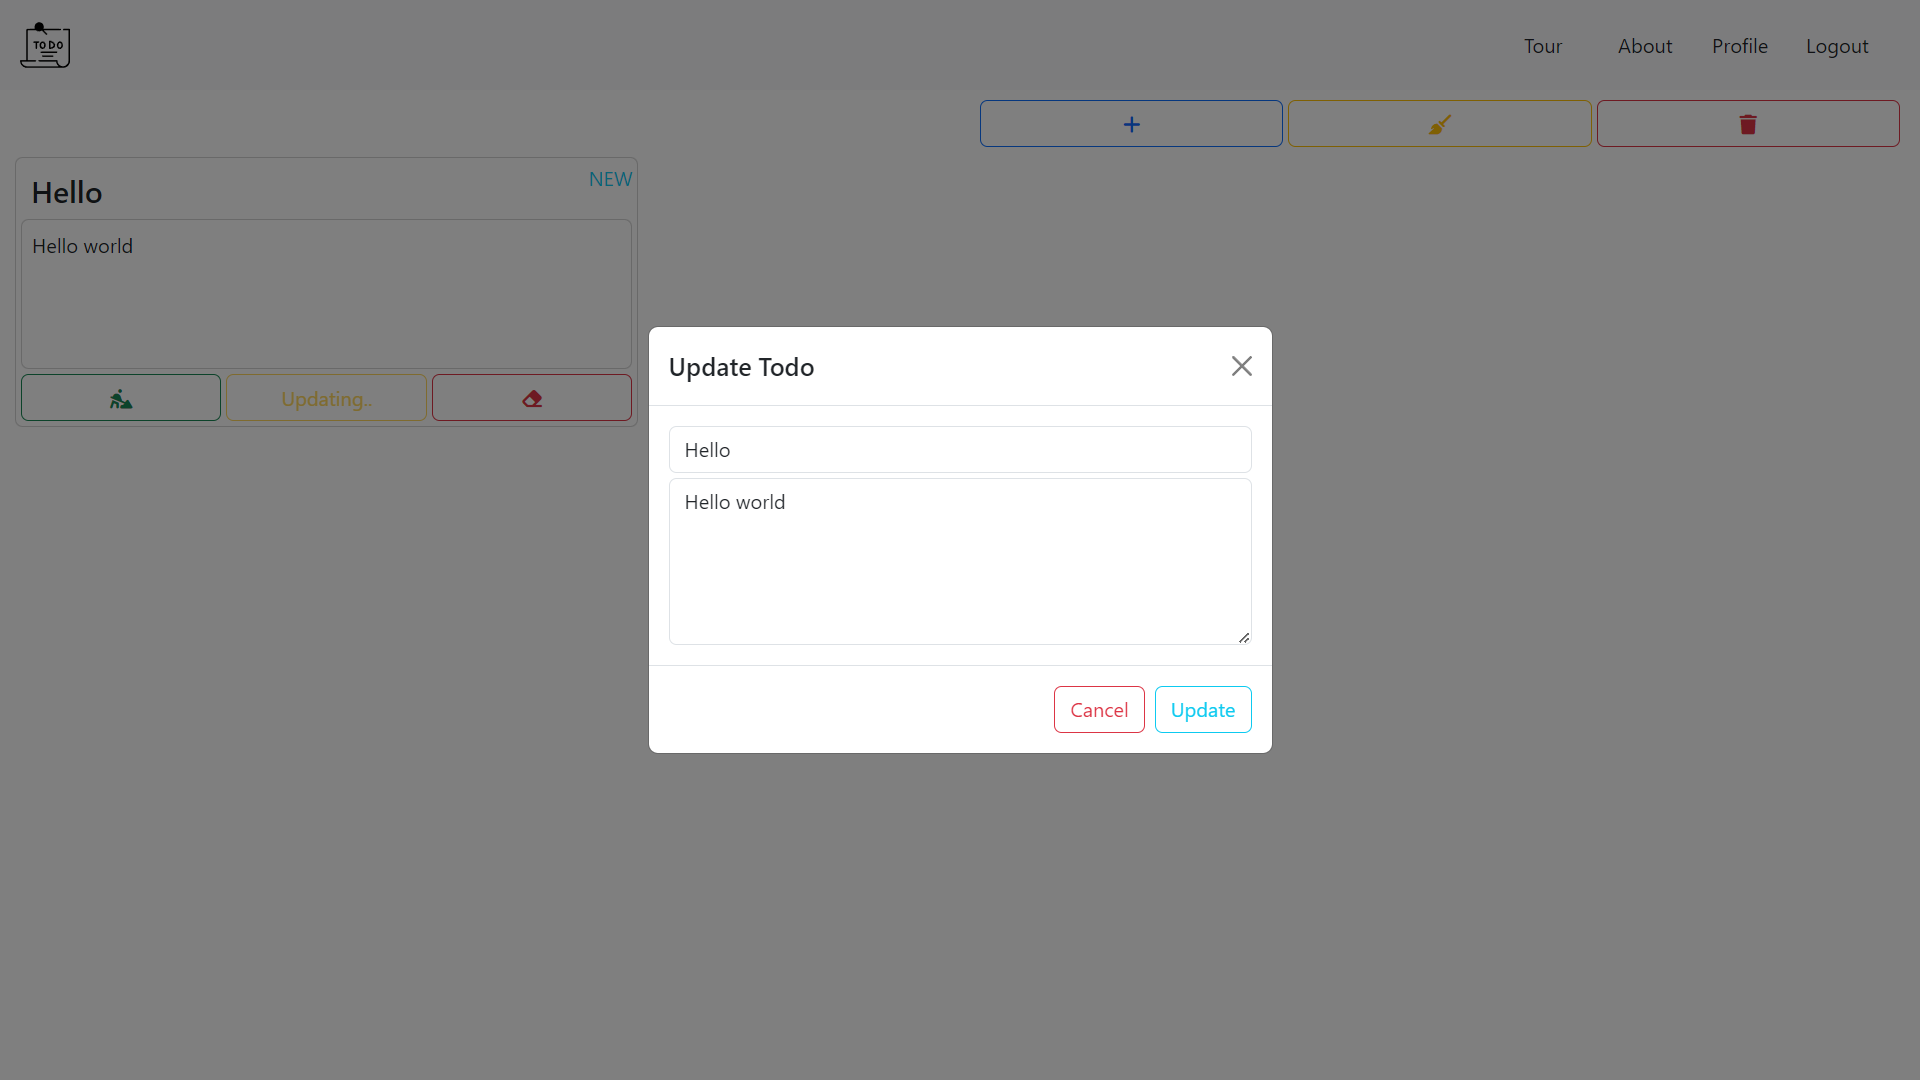 TODO
Tour
About
Profile
Logout
Hello
NEW
Hello world
Updating..
Update Todo
Hello
Hello world
Cancel
Update